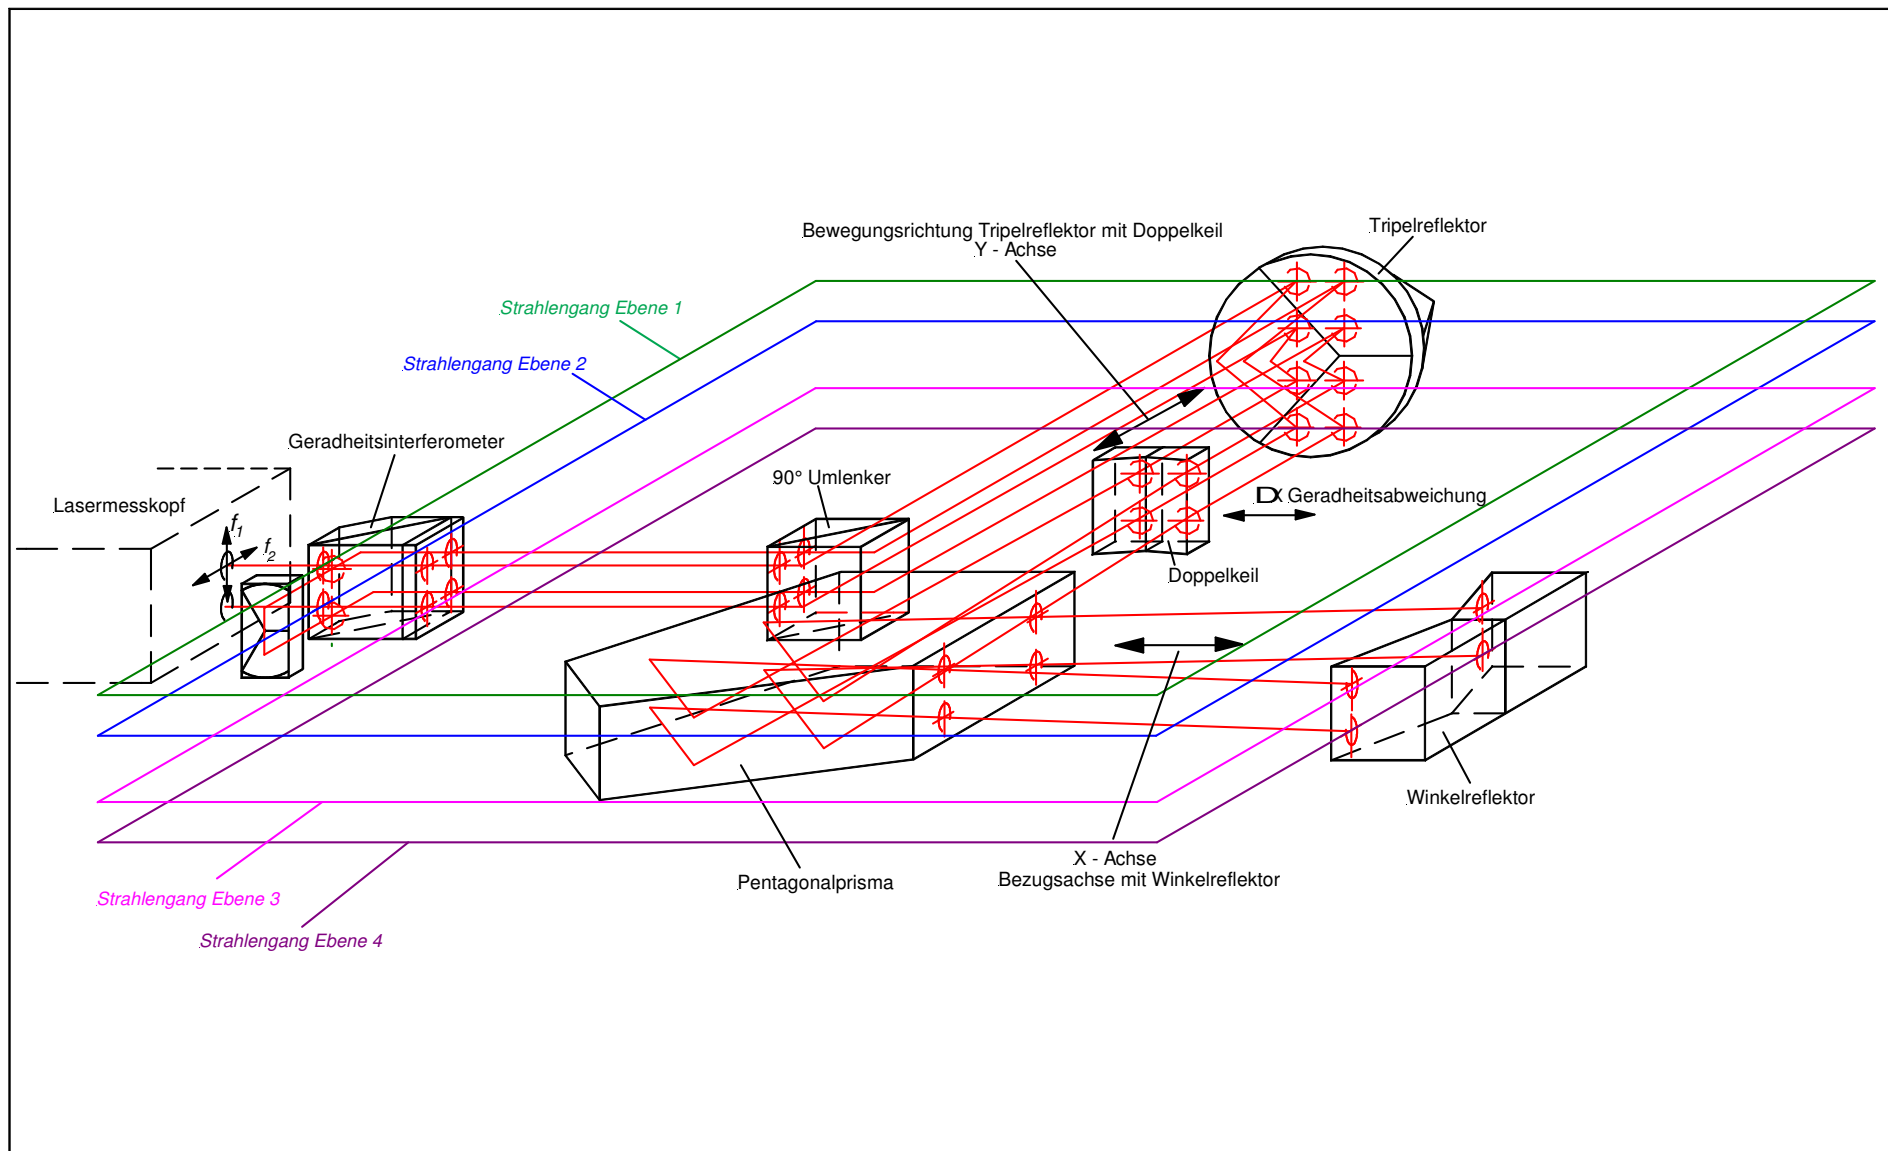 Bewegungsrichtung Tripelreflektor mit Doppelkeil
Y - Achse
Tripelreflektor
Strahlengang Ebene 1
Strahlengang Ebene 2
Geradheitsinterferometer
90° Umlenker
Lasermesskopf
f1
f2
DX Geradheitsabweichung
Doppelkeil
Winkelreflektor
X - Achse
Bezugsachse mit Winkelreflektor
Pentagonalprisma
Strahlengang Ebene 3
Strahlengang Ebene 4